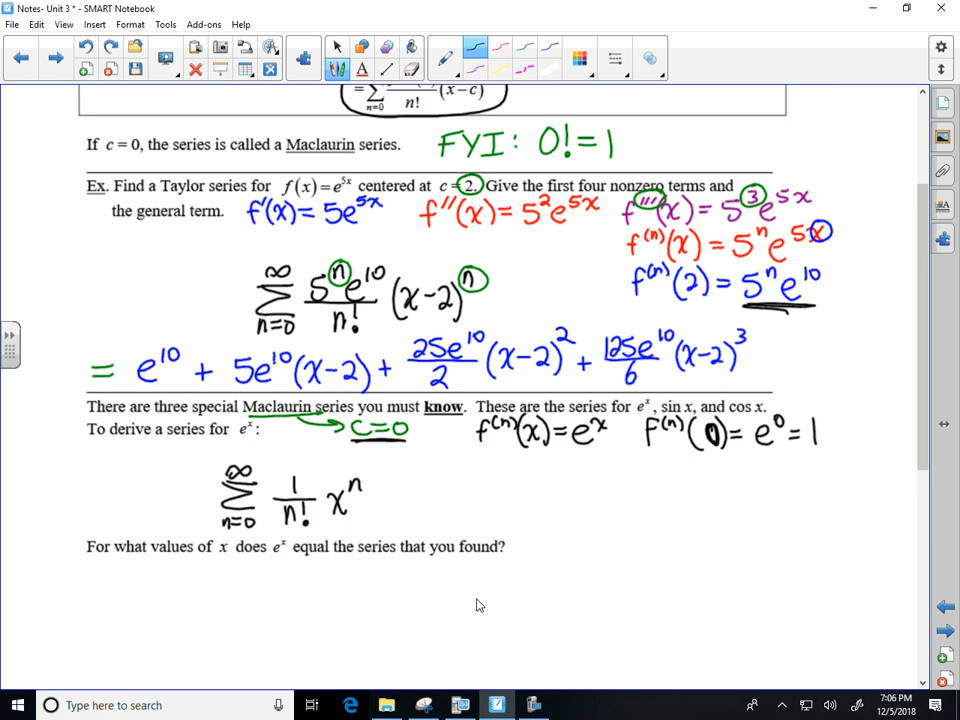 Notes- Unit 3 * - SMART Notebook
File Edit View Insert Format Tools Add-ons Help
= ∑ n=0 n! (x−c)
If c = 0, the series is called a Maclaurin series. FYI: 0! = 1
Ex. Find a Taylor series for f(x) = e^{5x} centered at c = 2. Give the first four nonzero terms and
the general term. f'(x) = 5e^{5x} f''(x) = 5^2 e^{5x} f'''(x) = 5^3 e^{5x}
f^{(n)}(x) = 5^n e^{5x}
∞ ∑ n=0 5^n e^{10} / n! (x−2)^n f^{(n)}(2) = 5^n e^{10}
= e^{10} + 5e^{10}(x−2) + 25e^{10}/2 (x−2)^2 + 125e^{10}/6 (x−2)^3
There are three special Maclaurin series you must know. These are the series for e^x, sin x, and cos x.
To derive a series for e^x: → c=0 f^{(n)}(x) = e^x f^{(n)}(0) = e^0 = 1
∞ ∑ n=0 1/n! x^n
For what values of x does e^x equal the series that you found?
Type here to search
7:06 PM
12/5/2018